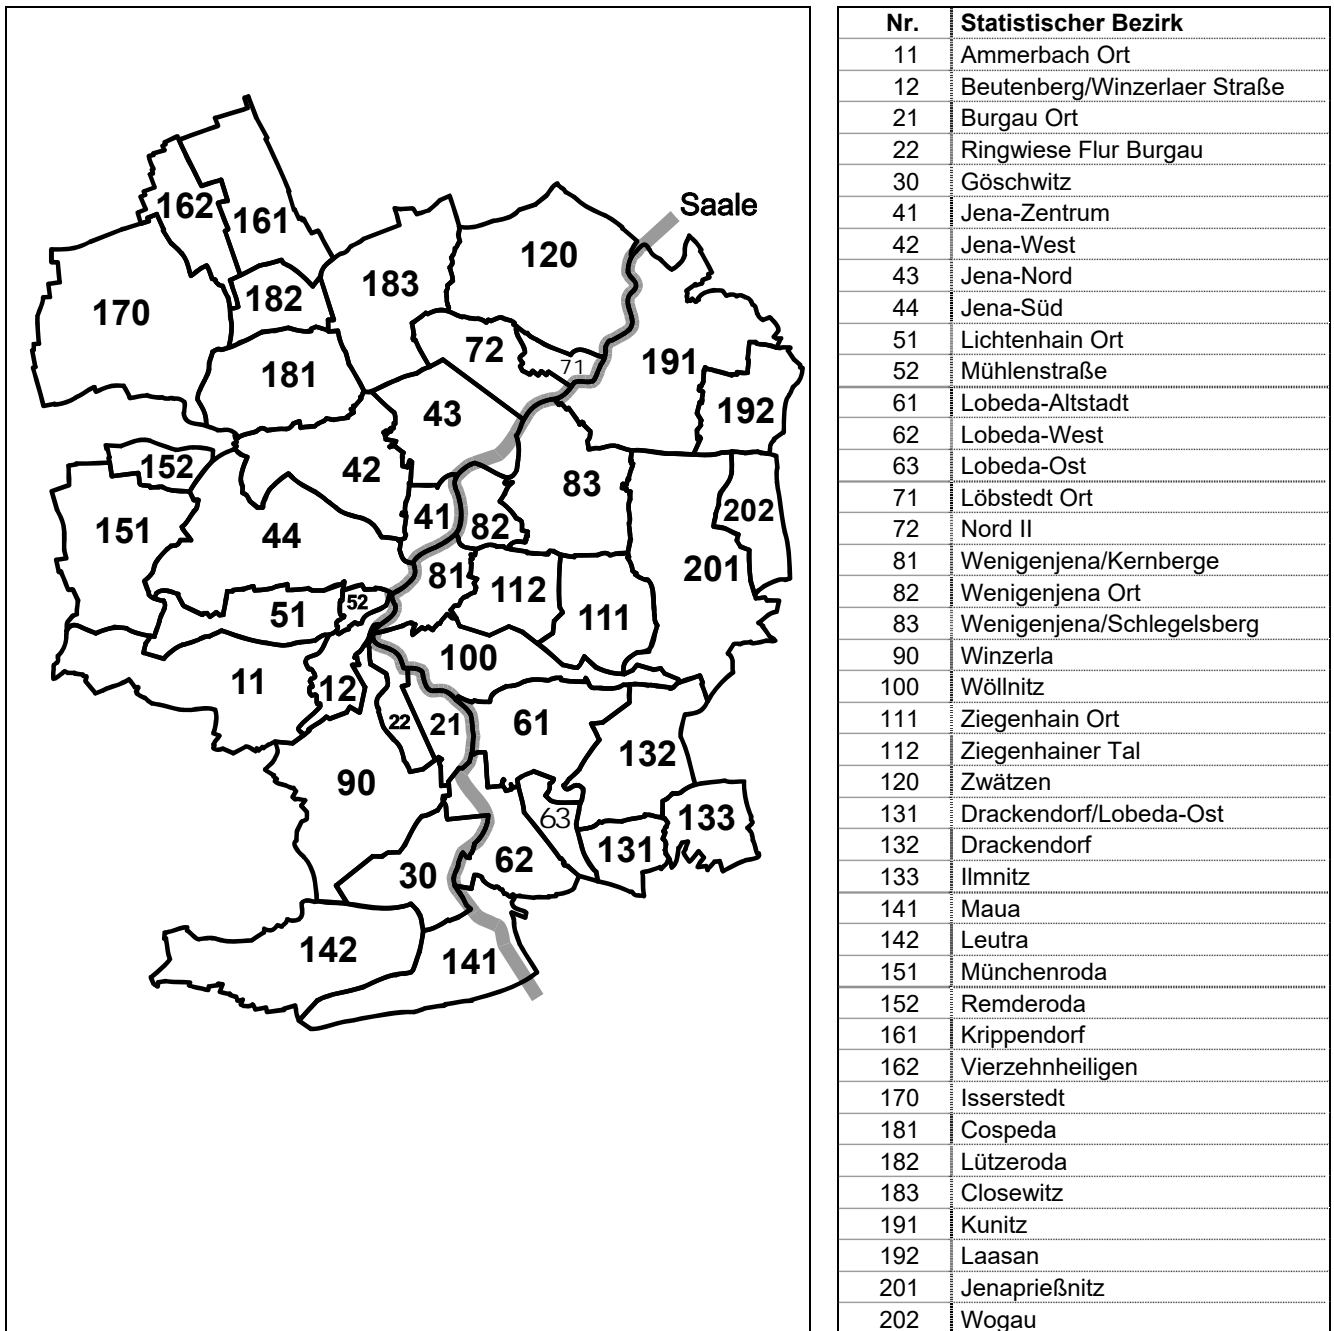 Saale
162
161
120
183
170
182
72
71
191
181
192
43
152
42
83
202
151
41
82
44
201
81
112
52
51
111
100
11
12
22
21
61
132
90
63
133
131
62
30
142
141
Nr. Statistischer Bezirk
11 Ammerbach Ort
12 Beutenberg/Winzerlaer Straße
21 Burgau Ort
22 Ringwiese Flur Burgau
30 Göschwitz
41 Jena-Zentrum
42 Jena-West
43 Jena-Nord
44 Jena-Süd
51 Lichtenhain Ort
52 Mühlenstraße
61 Lobeda-Altstadt
62 Lobeda-West
63 Lobeda-Ost
71 Löbstedt Ort
72 Nord II
81 Wenigenjena/Kernberge
82 Wenigenjena Ort
83 Wenigenjena/Schlegelsberg
90 Winzerla
100 Wöllnitz
111 Ziegenhain Ort
112 Ziegenhainer Tal
120 Zwätzen
131 Drackendorf/Lobeda-Ost
132 Drackendorf
133 Ilmnitz
141 Maua
142 Leutra
151 Münchenroda
152 Remderoda
161 Krippendorf
162 Vierzehnheiligen
170 Isserstedt
181 Cospeda
182 Lützeroda
183 Closewitz
191 Kunitz
192 Laasan
201 Jenaprießnitz
202 Wogau